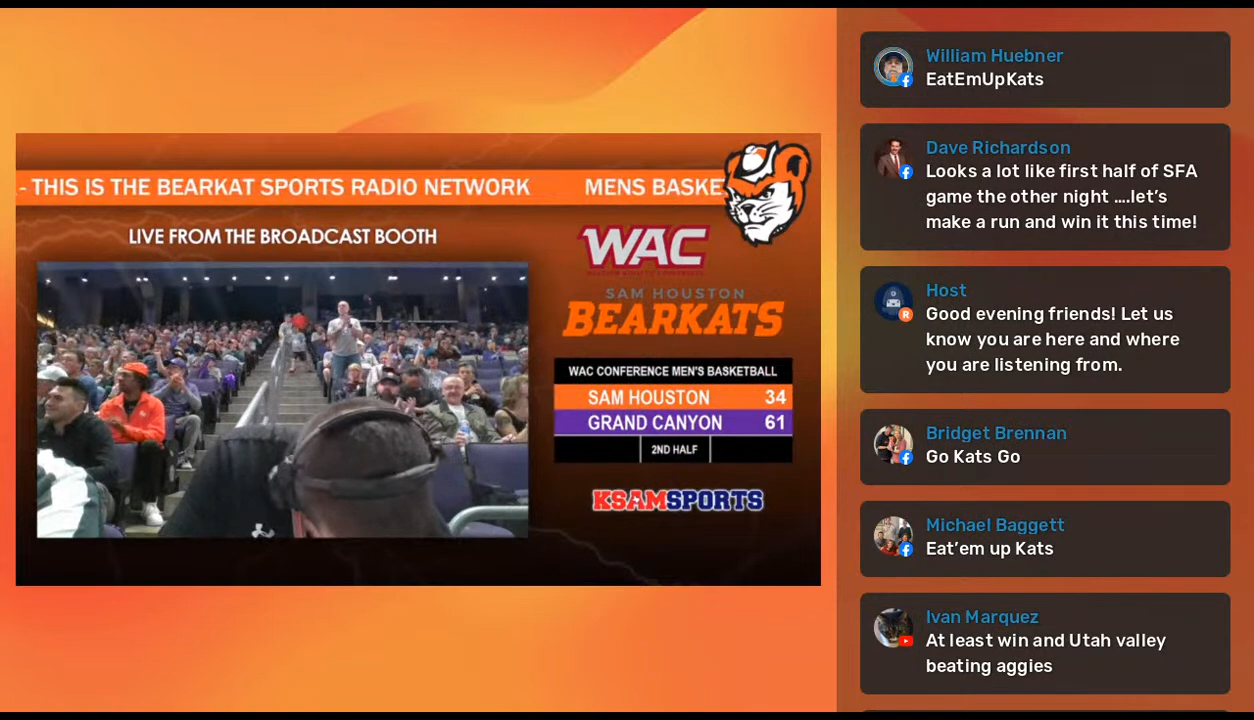 - THIS IS THE BEARKAT SPORTS RADIO NETWORK MENS BASKE
LIVE FROM THE BROADCAST BOOTH
WAC
SAM HOUSTON
BEARKATS
WAC CONFERENCE MEN'S BASKETBALL
SAM HOUSTON 34
GRAND CANYON 61
2ND HALF
KSAMSPORTS
William Huebner
EatEmUpKats
Dave Richardson
Looks a lot like first half of SFA
game the other night ....let’s
make a run and win it this time!
Host
Good evening friends! Let us
know you are here and where
you are listening from.
Bridget Brennan
Go Kats Go
Michael Baggett
Eat’em up Kats
Ivan Marquez
At least win and Utah valley
beating aggies